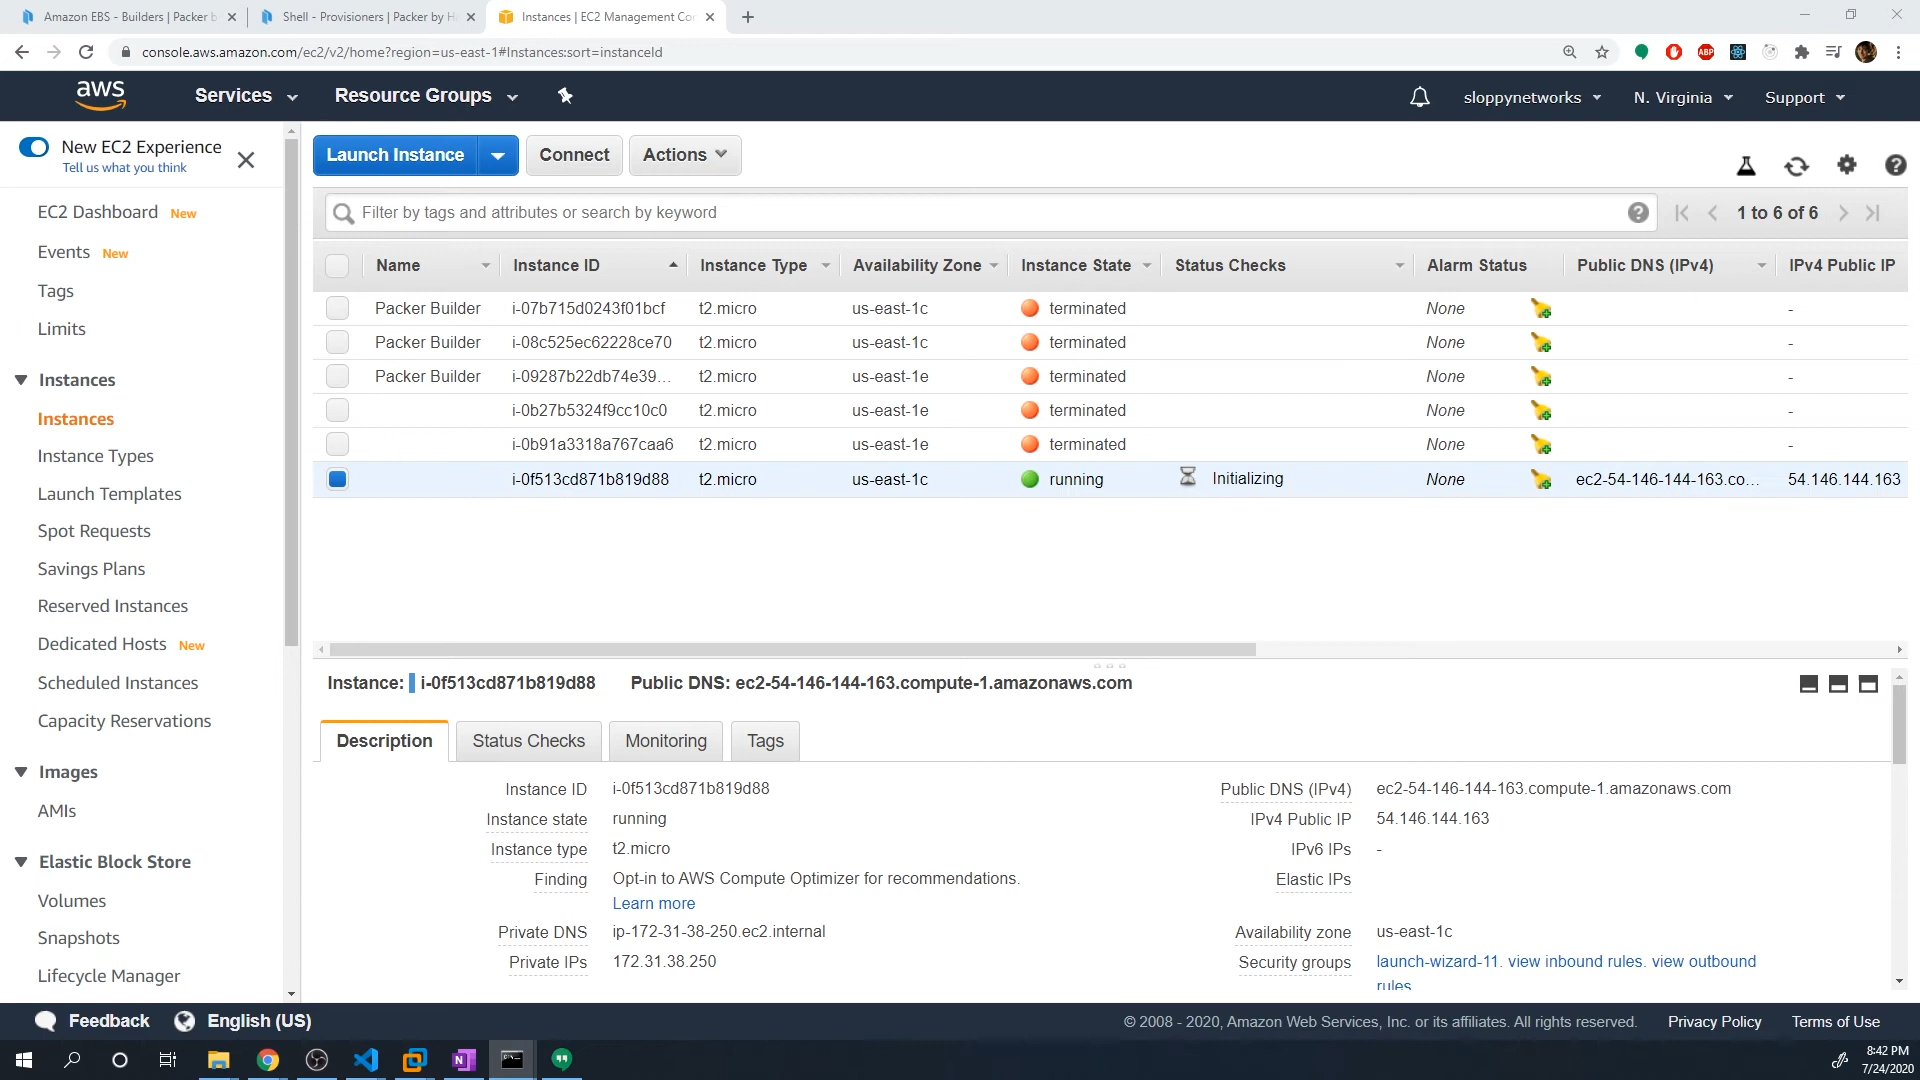 Amazon EBS - Builders | Packer b
Shell - Provisioners | Packer by H
Instances | EC2 Management Con
console.aws.amazon.com/ec2/v2/home?region=us-east-1#Instances:sort=instanceId
ABP
aws
Services
Resource Groups
sloppynetworks
N. Virginia
Support
New EC2 Experience
Tell us what you think
EC2 Dashboard New
Events New
Tags
Limits
Instances
Instances
Instance Types
Launch Templates
Spot Requests
Savings Plans
Reserved Instances
Dedicated Hosts New
Scheduled Instances
Capacity Reservations
Images
AMIs
Elastic Block Store
Volumes
Snapshots
Lifecycle Manager
Launch Instance
Connect
Actions
Filter by tags and attributes or search by keyword
1 to 6 of 6
Name Instance ID Instance Type Availability Zone Instance State Status Checks Alarm Status Public DNS (IPv4) IPv4 Public IP
Packer Builder i-07b715d0243f01bcf t2.micro us-east-1c terminated None -
Packer Builder i-08c525ec62228ce70 t2.micro us-east-1c terminated None -
Packer Builder i-09287b22db74e39... t2.micro us-east-1e terminated None -
i-0b27b5324f9cc10c0 t2.micro us-east-1e terminated None -
i-0b91a3318a767caa6 t2.micro us-east-1e terminated None -
i-0f513cd871b819d88 t2.micro us-east-1c running Initializing None ec2-54-146-144-163.co... 54.146.144.163
Instance: i-0f513cd871b819d88 Public DNS: ec2-54-146-144-163.compute-1.amazonaws.com
Description
Status Checks
Monitoring
Tags
Instance ID i-0f513cd871b819d88
Instance state running
Instance type t2.micro
Finding Opt-in to AWS Compute Optimizer for recommendations.
Learn more
Private DNS ip-172-31-38-250.ec2.internal
Private IPs 172.31.38.250
Public DNS (IPv4) ec2-54-146-144-163.compute-1.amazonaws.com
IPv4 Public IP 54.146.144.163
IPv6 IPs -
Elastic IPs
Availability zone us-east-1c
Security groups launch-wizard-11. view inbound rules. view outbound
rules
Feedback
English (US)
© 2008 - 2020, Amazon Web Services, Inc. or its affiliates. All rights reserved.
Privacy Policy
Terms of Use
8:42 PM
7/24/2020